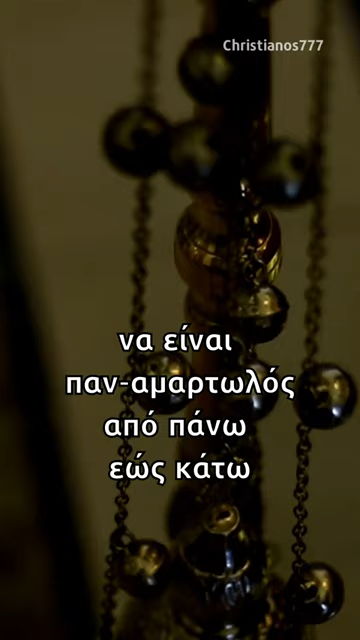 Christianos777
να είναι
παν-αμαρτωλός
από πάνω
εώς κάτω